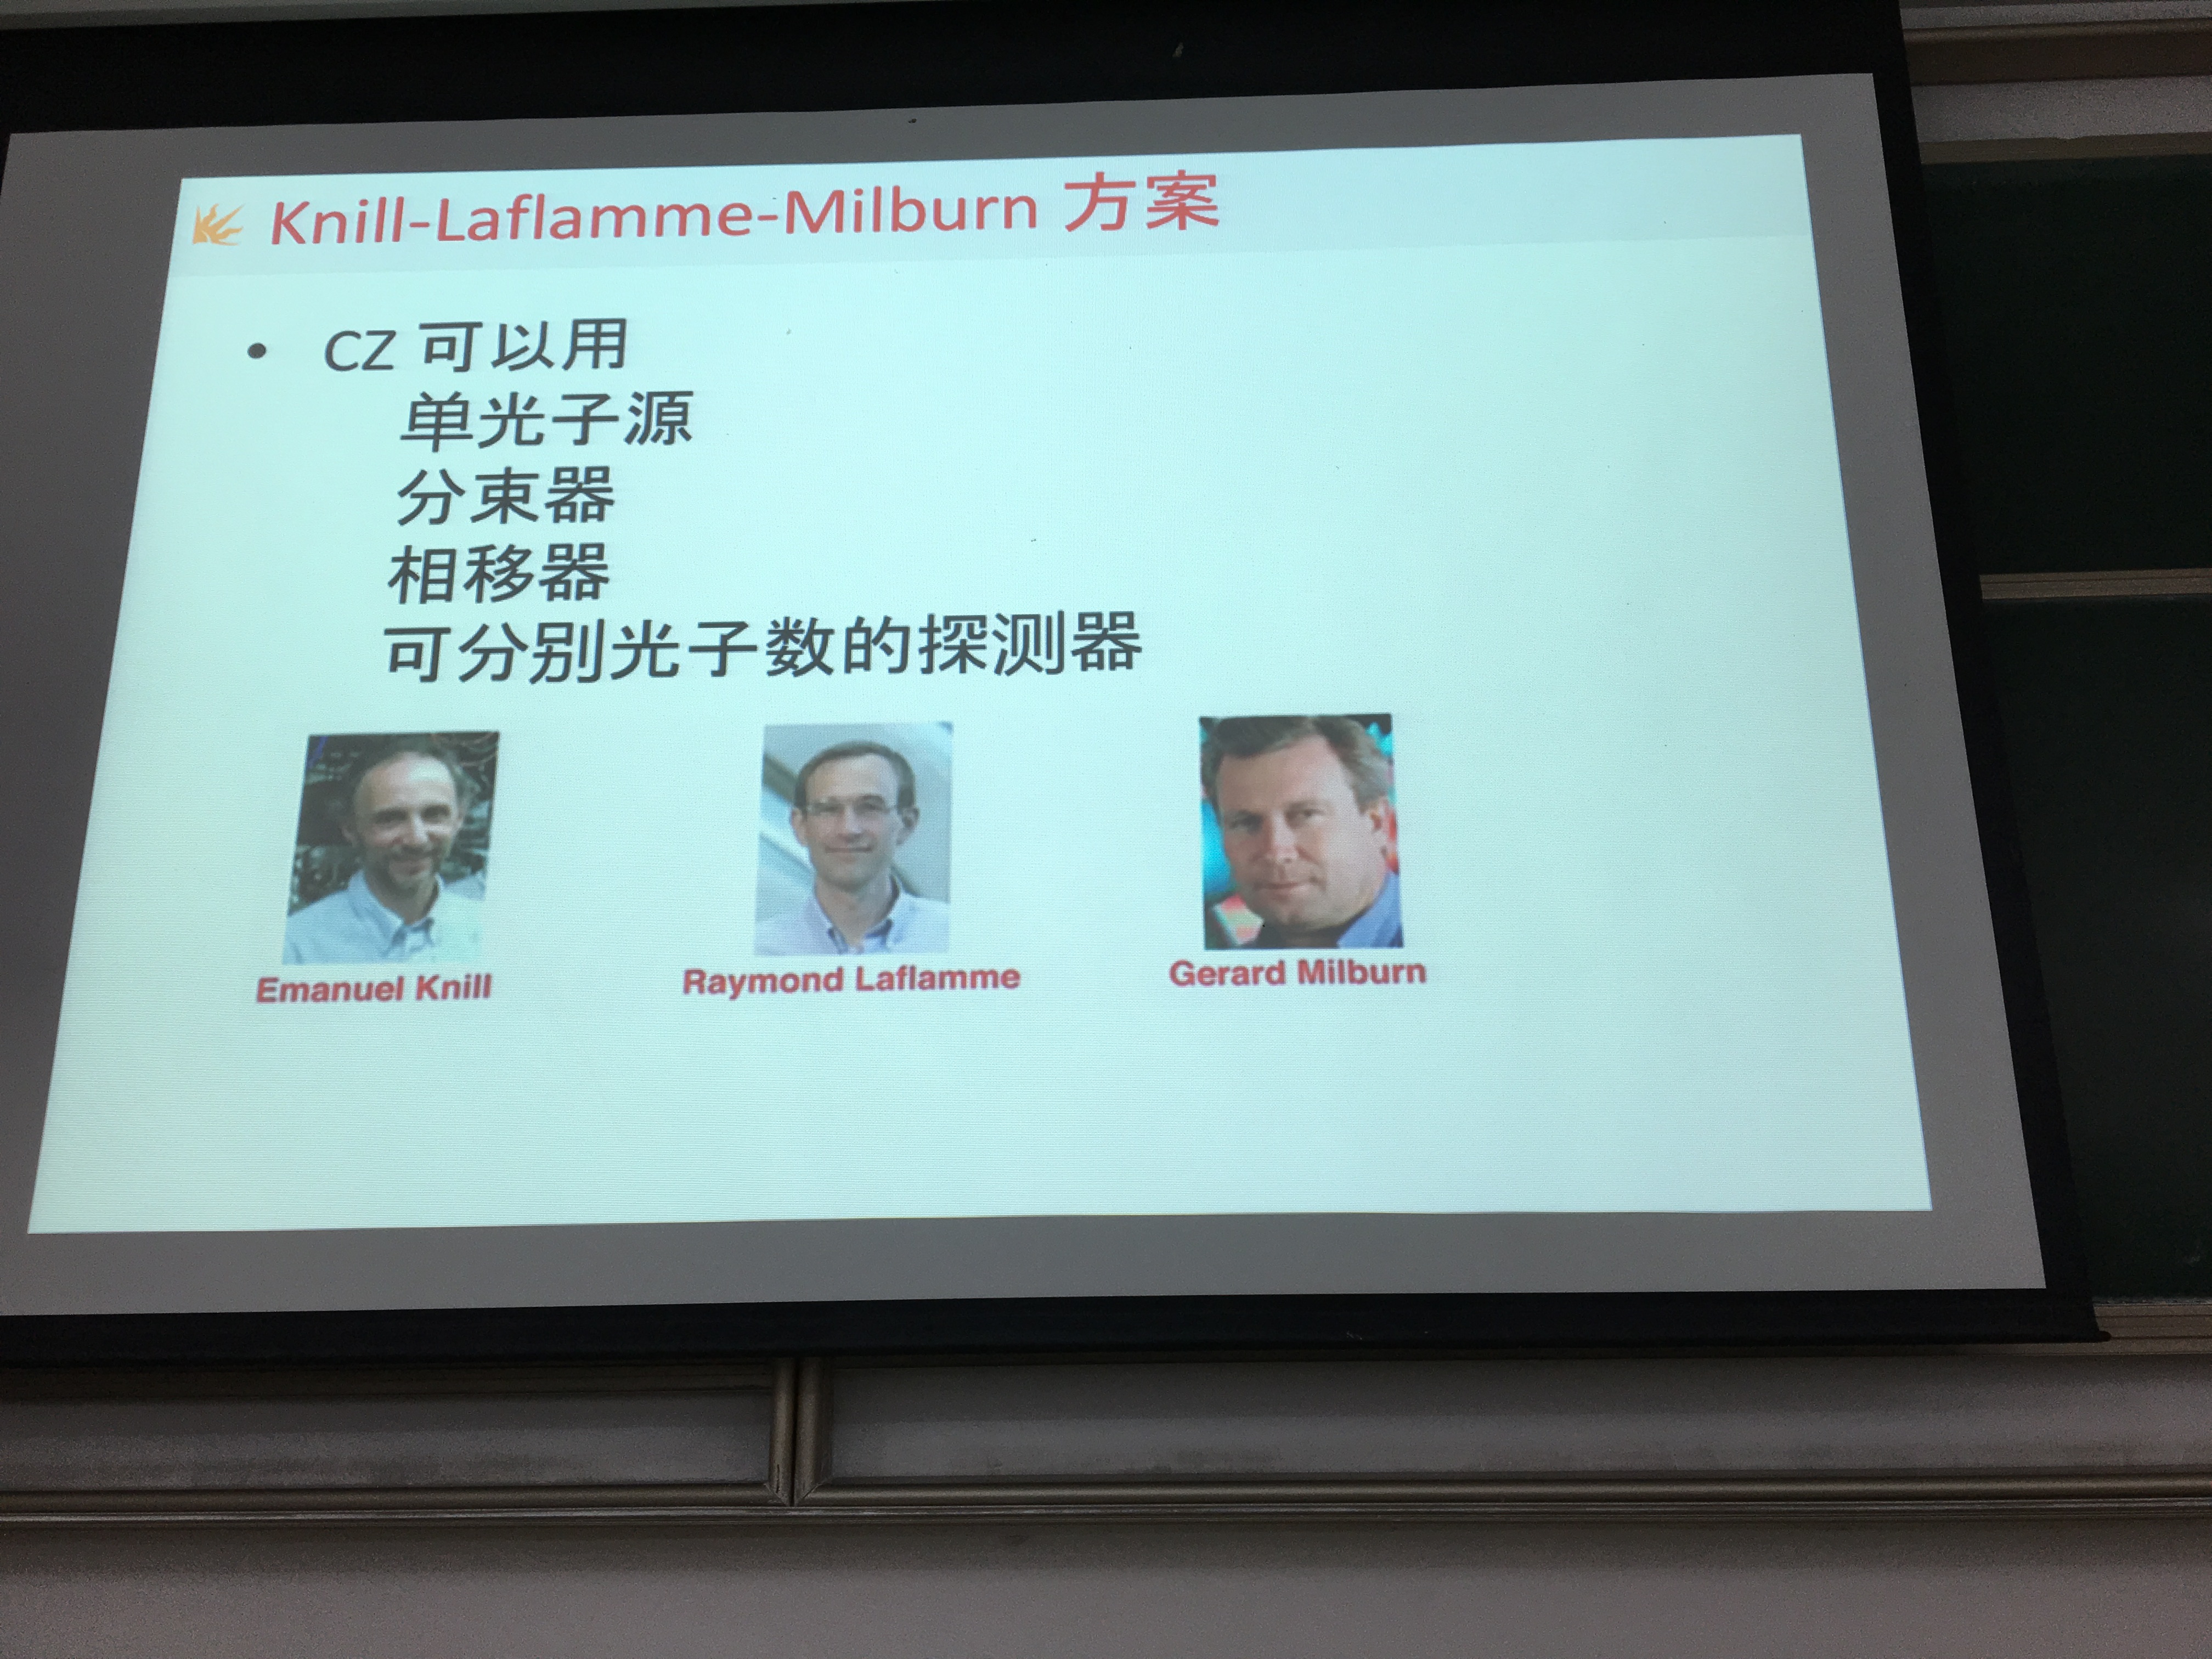 Knill-Laflamme-Milburn 方案
• CZ 可以用
单光子源
分束器
相移器
可分别光子数的探测器
Emanuel Knill
Raymond Laflamme
Gerard Milburn